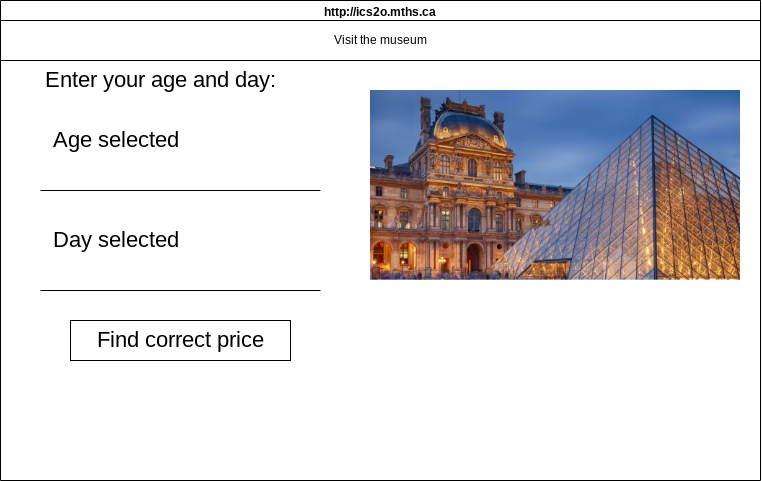 http://ics2o.mths.ca
Visit the museum
Enter your age and day:
Age selected
Day selected
Find correct price